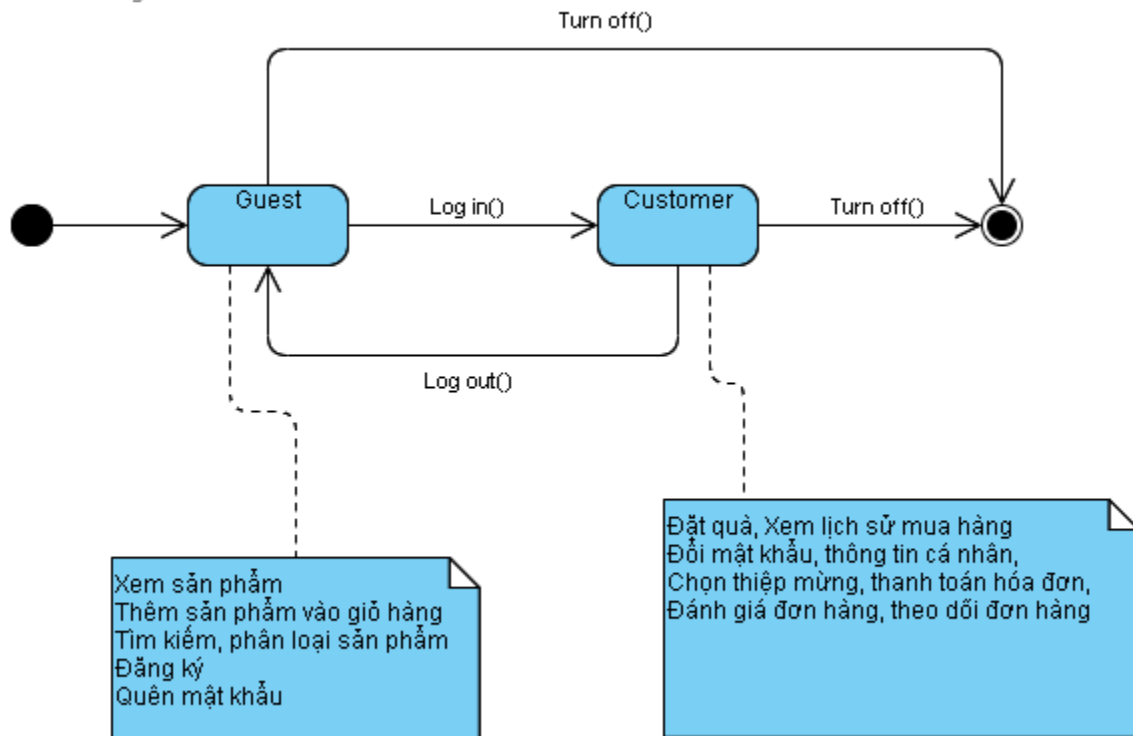 Turn off()
Guest
Log in()
Customer
Turn off()
Log out()
Xem sản phẩm
Thêm sản phẩm vào giỏ hàng
Tìm kiếm, phân loại sản phẩm
Đăng ký
Quên mật khẩu
Đặt quà, Xem lịch sử mua hàng
Đổi mật khẩu, thông tin cá nhân,
Chọn thiệp mừng, thanh toán hóa đơn,
Đánh giá đơn hàng, theo dõi đơn hàng